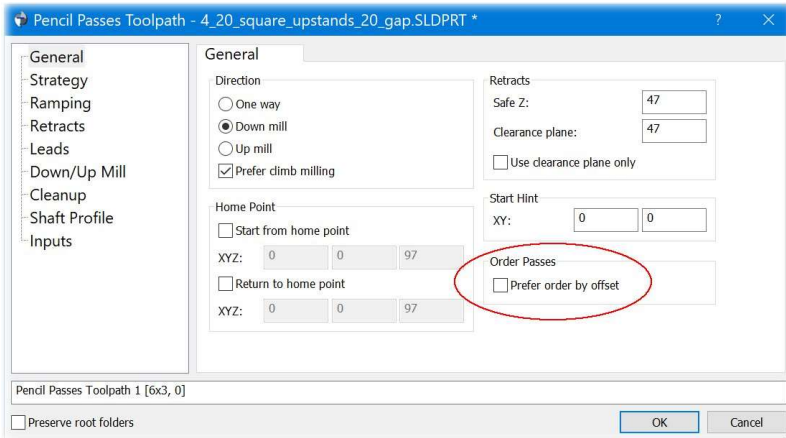 Pencil Passes Toolpath - 4_20_square_upstands_20_gap.SLDPRT *
General
Strategy
Ramping
Retracts
Leads
Down/Up Mill
Cleanup
Shaft Profile
Inputs
General
Direction
One way
Down mill
Up mill
Prefer climb milling
Home Point
Start from home point
XYZ: 0 0 97
Return to home point
XYZ: 0 0 97
Retracts
Safe Z: 47
Clearance plane: 47
Use clearance plane only
Start Hint
XY: 0 0
Order Passes
Prefer order by offset
Pencil Passes Toolpath 1 [6x3, 0]
Preserve root folders
OK Cancel